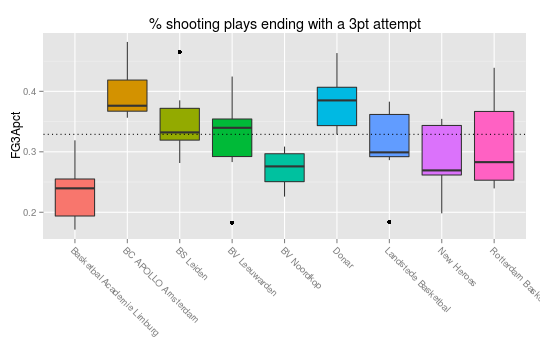 % shooting plays ending with a 3pt attempt
FG3Apct
0.4
0.3
0.2
Basketbal Academie Limburg
BC APOLLO Amsterdam
BS Leiden
BV Leeuwarden
BV Noordkop
Donar
Landstede Basketbal
New Heroes
Rotterdam Bask